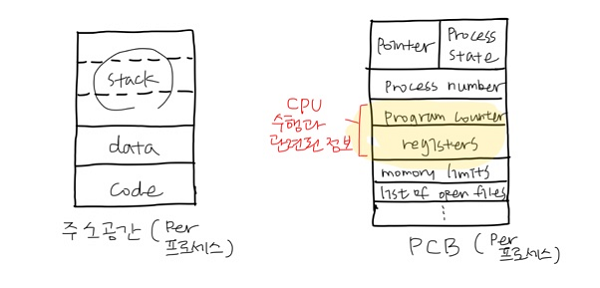 stack
data
code
주소공간 (per
프로세스)
CPU
수행과
관련된 정보
Pointer
Process
State
Process number
Program counter
registers
momory limits
list of open files
⋮
PCB (per
프로세스)